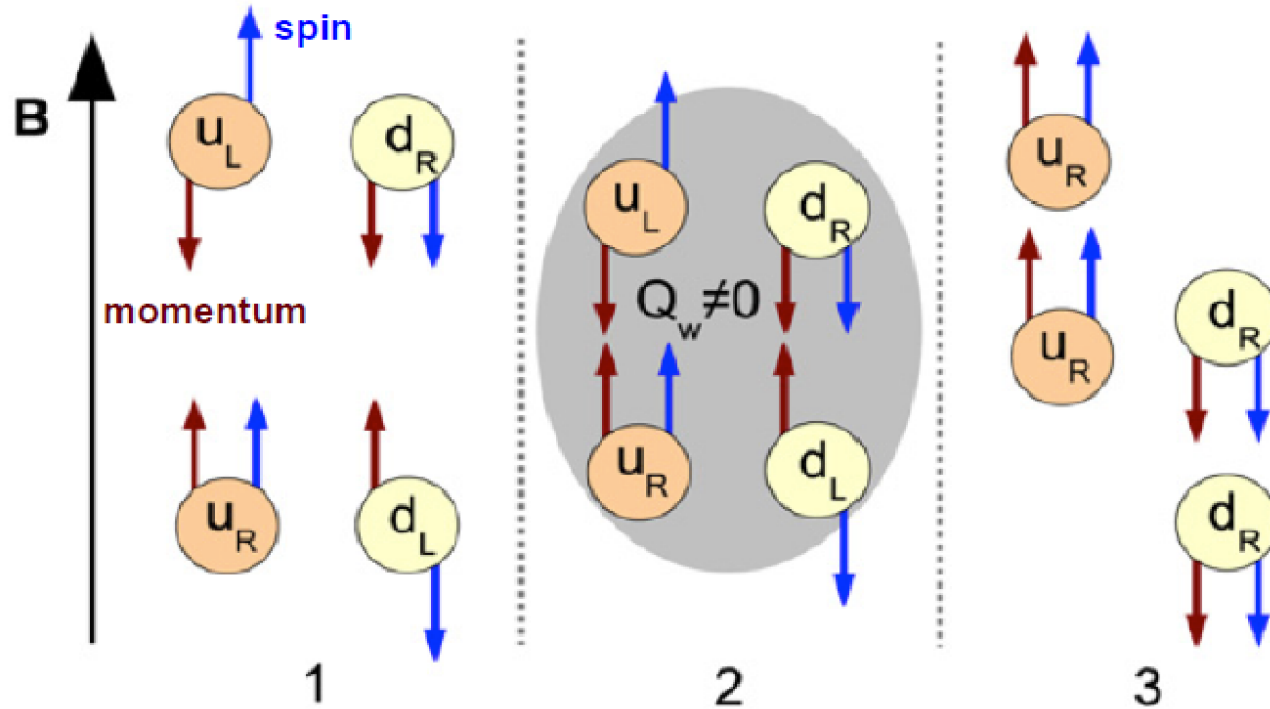 spin
B
u_L
d_R
momentum
u_R
d_L
1
u_L
d_R
Q_w≠0
u_R
d_L
2
u_R
u_R
d_R
d_R
3